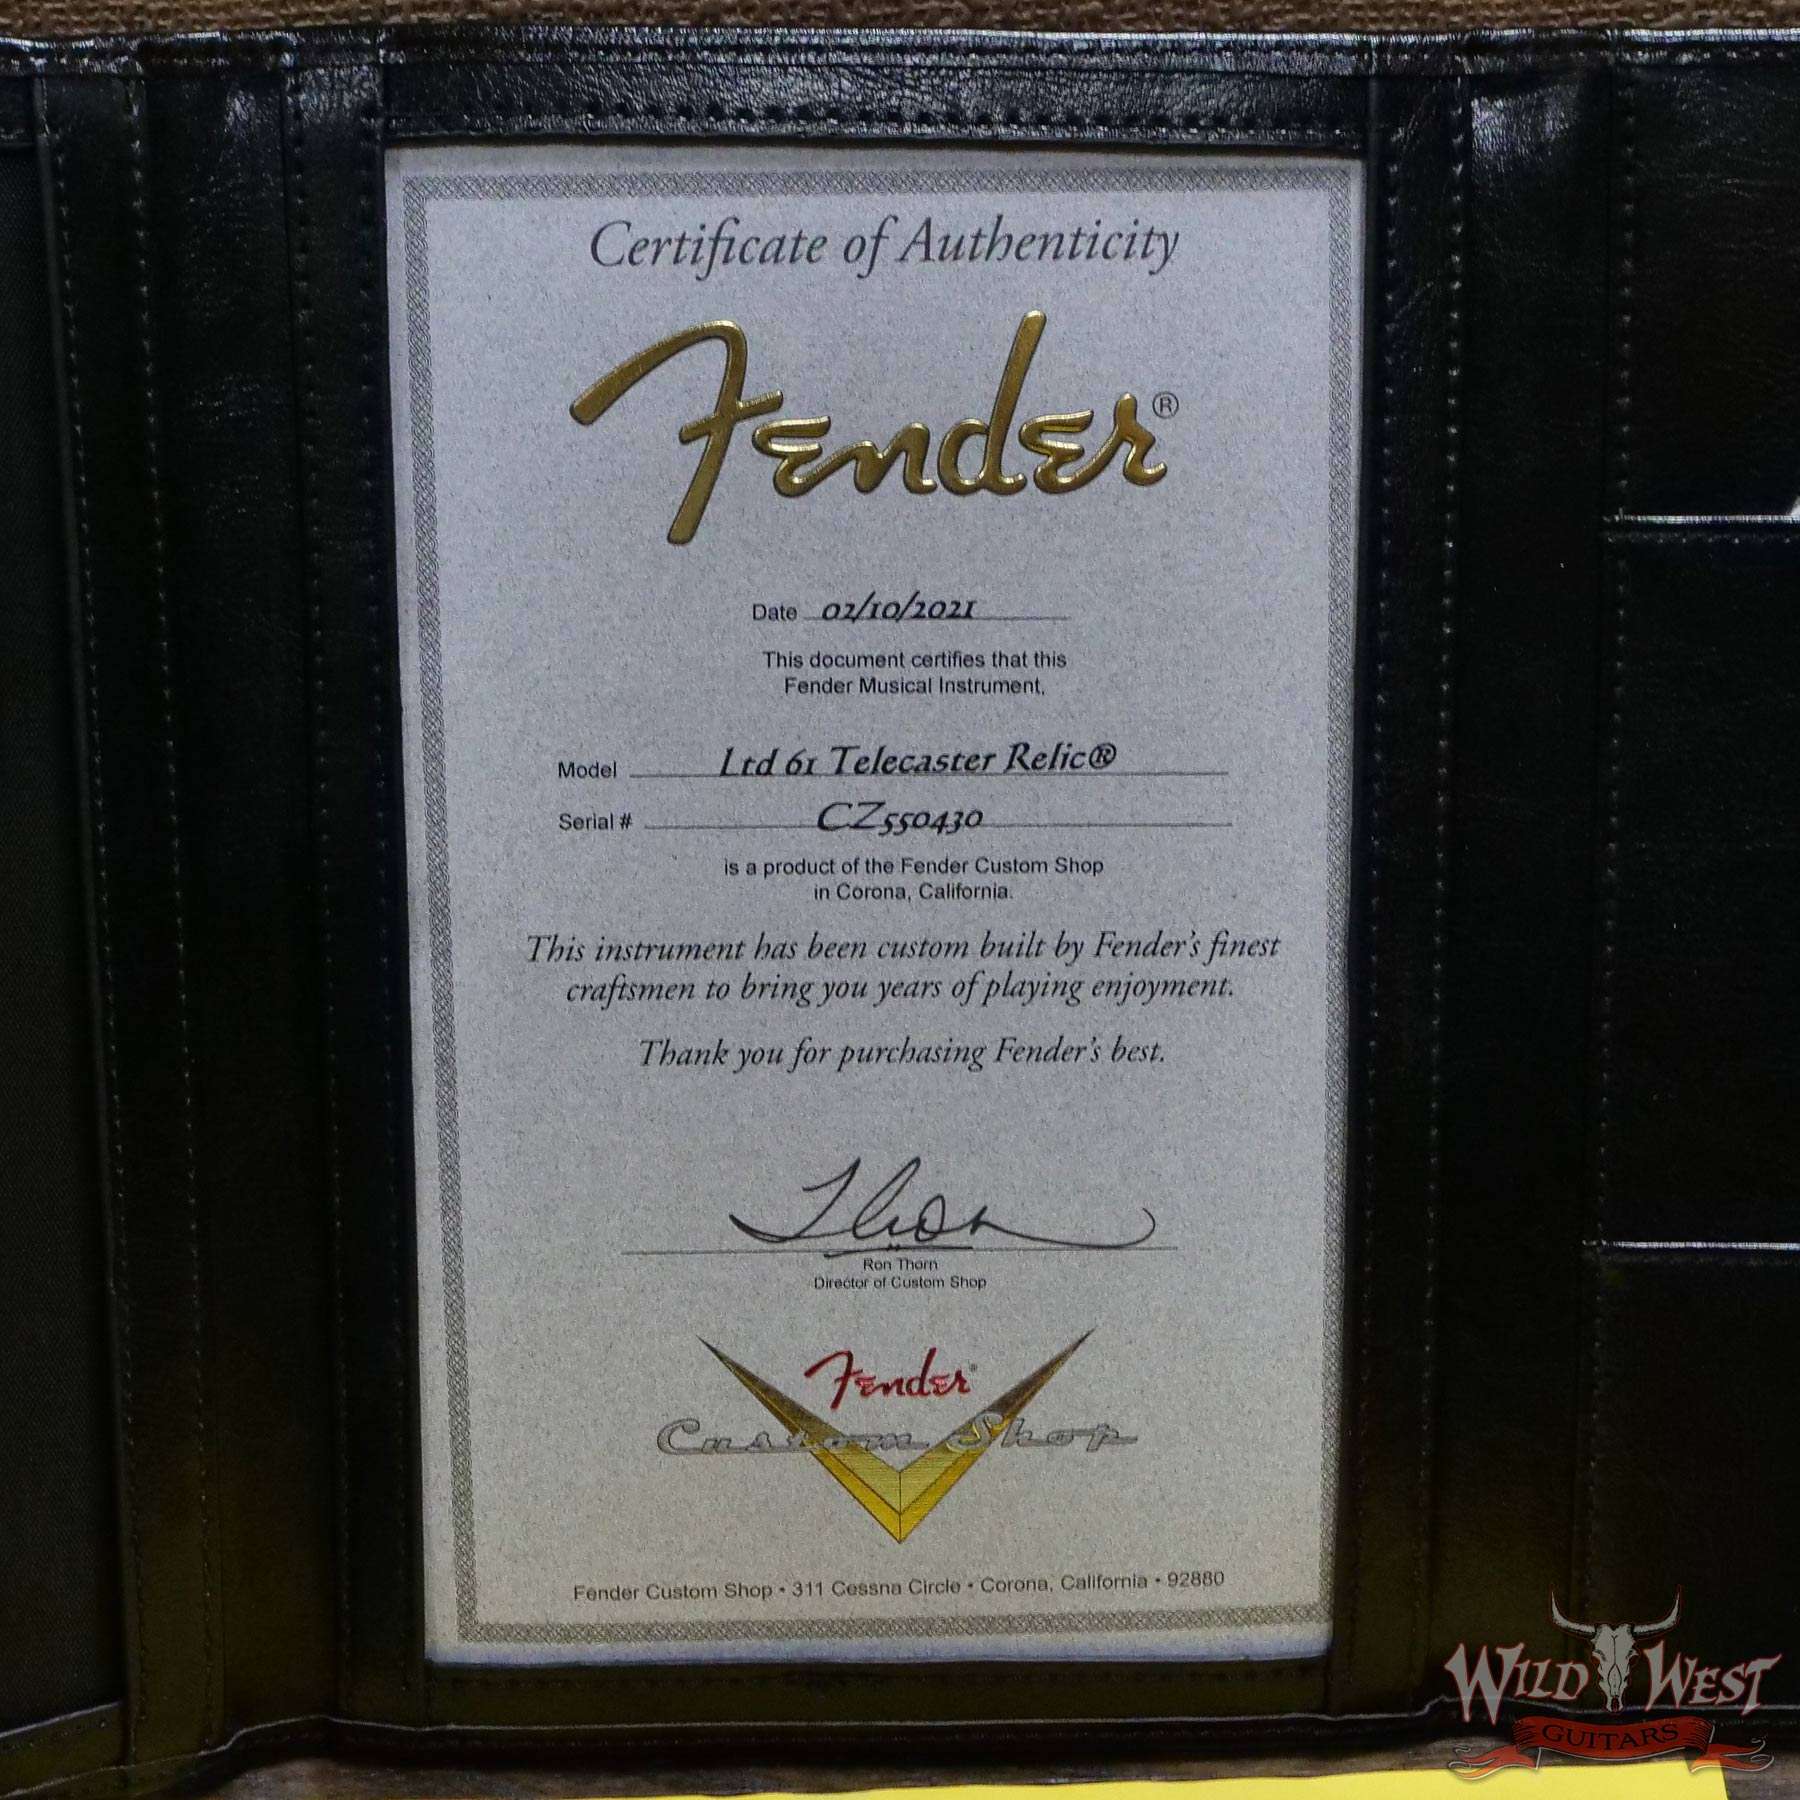 Certificate of Authenticity
Fender®
Date 02/10/2021
This document certifies that this
Fender Musical Instrument,
Model Ltd 61 Telecaster Relic®
Serial # CZ550430
is a product of the Fender Custom Shop
in Corona, California.
This instrument has been custom built by Fender's finest
craftsmen to bring you years of playing enjoyment.
Thank you for purchasing Fender's best.
Ron Thorn
Director of Custom Shop
Fender®
Custom Shop
Fender Custom Shop • 311 Cessna Circle • Corona, California • 92880
WILD WEST
GUITARS